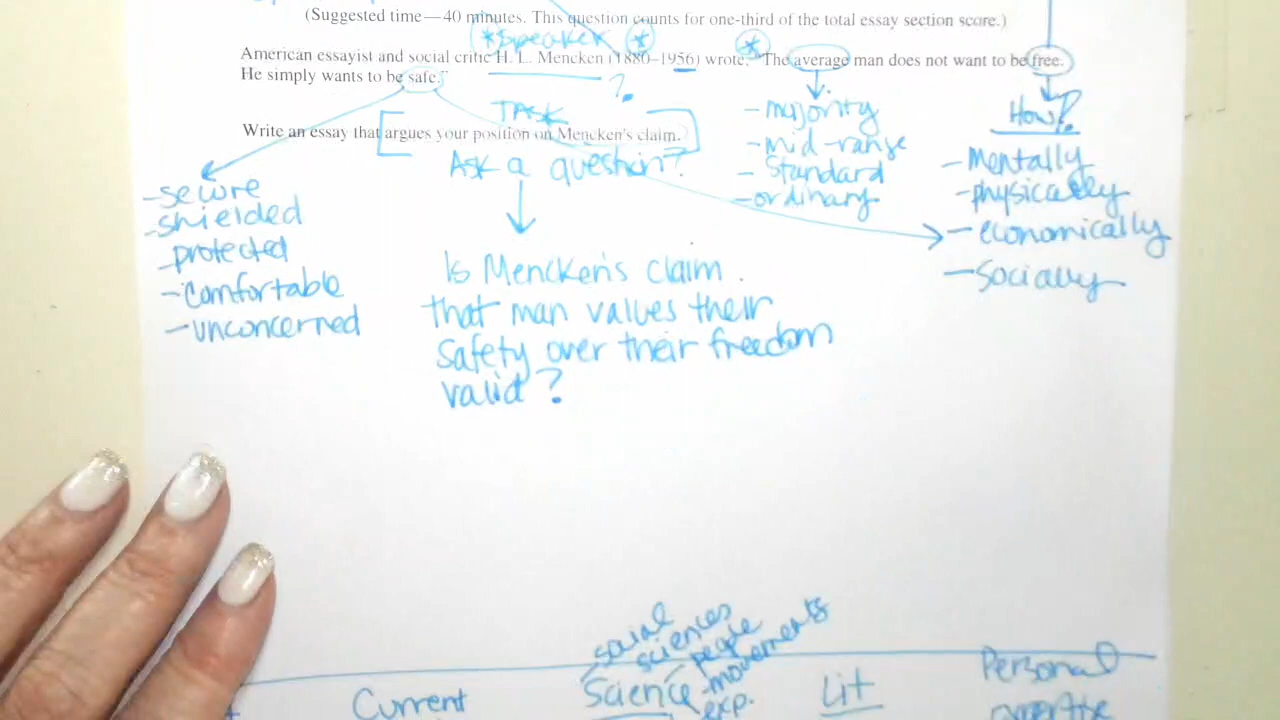 (Suggested time—40 minutes. This question counts for one-third of the total essay section score.)
*Speaker *
*
American essayist and social critic H. L. Mencken (1880–1956) wrote, "The average man does not want to be free.
He simply wants to be safe."
?
TASK
Write an essay that argues your position on Mencken's claim.
Ask a question?
- majority
- mid-range
- standard
- ordinary
How?
- Mentally
- physically
- economically
- Socially
- secure
- shielded
- protected
- comfortable
- unconcerned
Is Mencken's claim
that man values their
safety over their freedom
valid?
social
sciences
- people
- movements
exp.
Current
Science
Lit
Personal